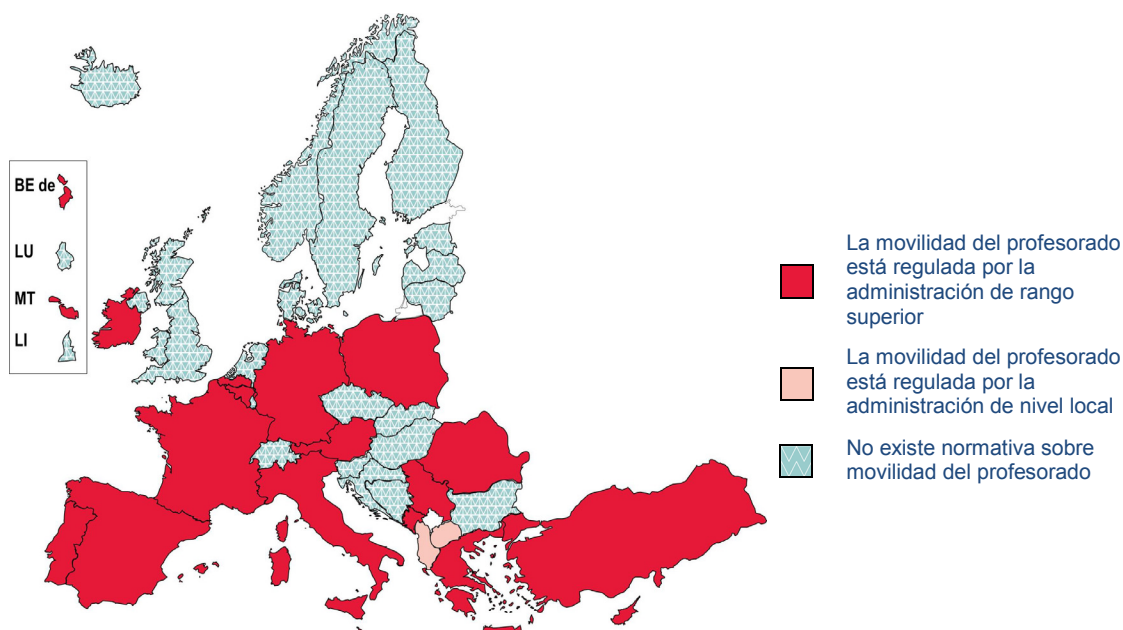 BE de
LU
MT
LI
La movilidad del profesorado
está regulada por la
administración de rango
superior
La movilidad del profesorado
está regulada por la
administración de nivel local
No existe normativa sobre
movilidad del profesorado